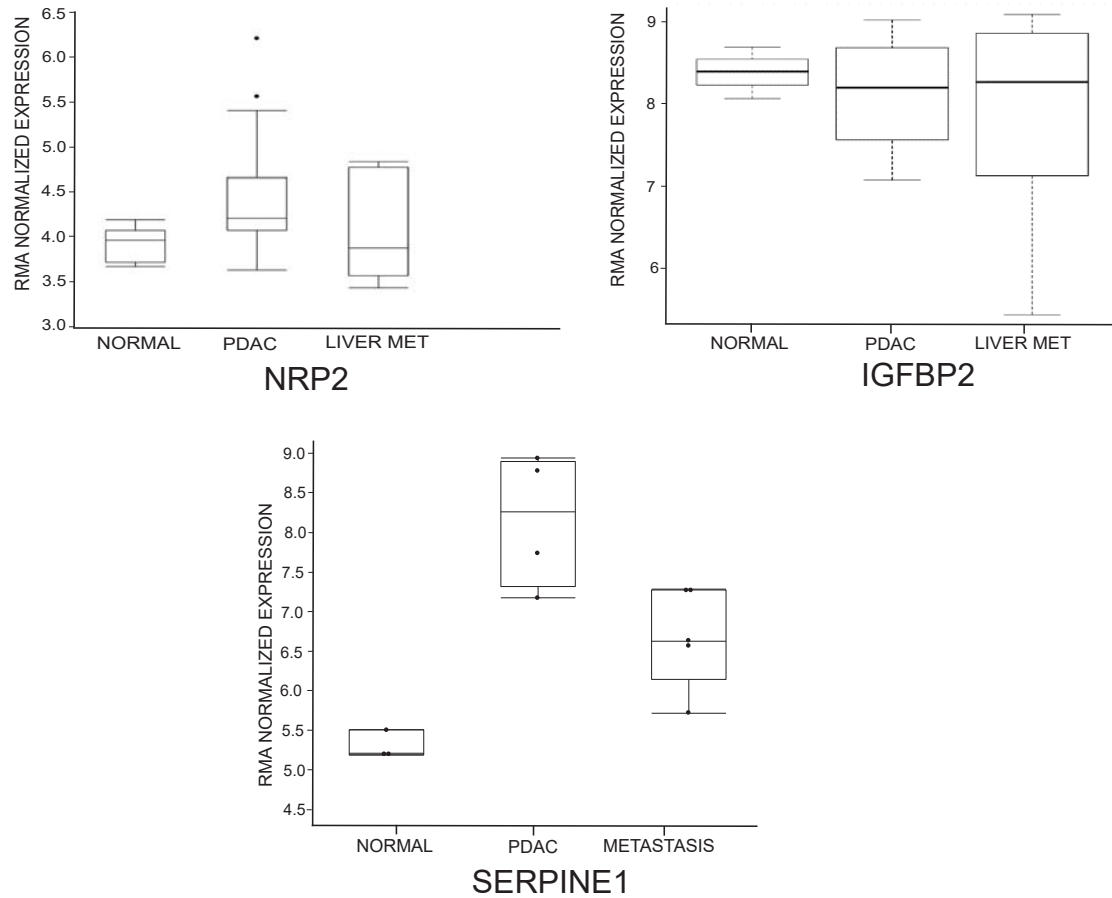 RMA NORMALIZED EXPRESSION
6.5
6.0
5.5
5.0
4.5
4.0
3.5
3.0
NORMAL PDAC LIVER MET
NRP2
RMA NORMALIZED EXPRESSION
9
8
7
6
NORMAL PDAC LIVER MET
IGFBP2
RMA NORMALIZED EXPRESSION
9.0
8.5
8.0
7.5
7.0
6.5
6.0
5.5
5.0
4.5
NORMAL PDAC METASTASIS
SERPINE1